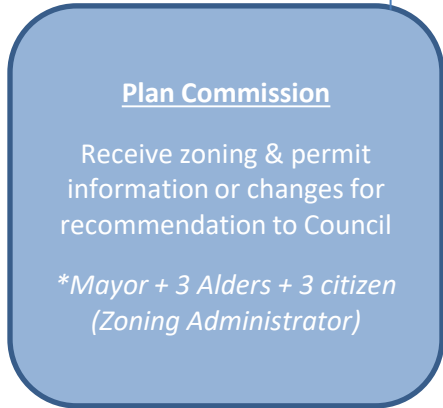 Plan Commission
Receive zoning & permit
information or changes for
recommendation to Council
*Mayor + 3 Alders + 3 citizen
(Zoning Administrator)